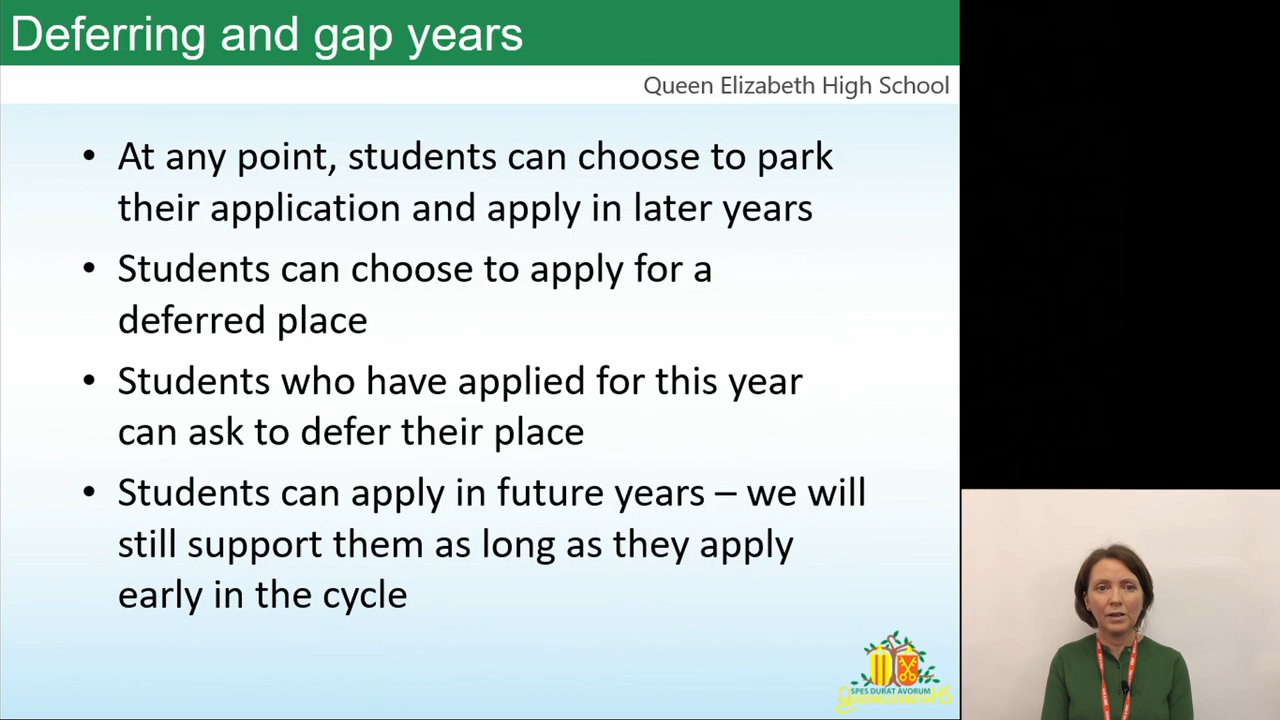 Deferring and gap years
Queen Elizabeth High School
• At any point, students can choose to park
their application and apply in later years
• Students can choose to apply for a
deferred place
• Students who have applied for this year
can ask to defer their place
• Students can apply in future years – we will
still support them as long as they apply
early in the cycle
SPES DURAT AVORUM
QUEENELIZABETHHS